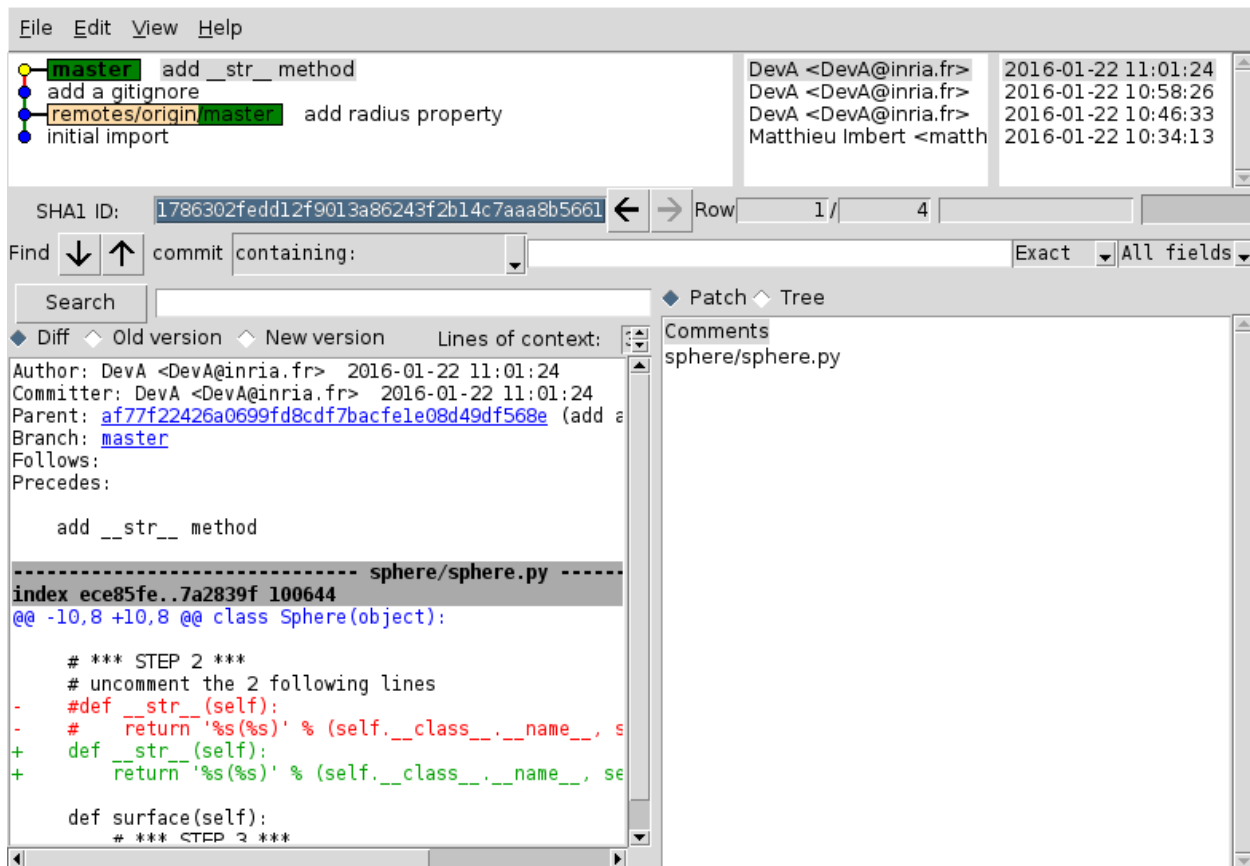 File Edit View Help
master add __str__ method DevA <DevA@inria.fr> 2016-01-22 11:01:24
add a gitignore DevA <DevA@inria.fr> 2016-01-22 10:58:26
remotes/origin/master add radius property DevA <DevA@inria.fr> 2016-01-22 10:46:33
initial import Matthieu Imbert <matth 2016-01-22 10:34:13
SHA1 ID: 1786302fedd12f9013a86243f2b14c7aaa8b5661 Row 1/ 4
Find commit containing: Exact All fields
Search Patch Tree
Diff Old version New version Lines of context:
Comments
sphere/sphere.py
Author: DevA <DevA@inria.fr> 2016-01-22 11:01:24
Committer: DevA <DevA@inria.fr> 2016-01-22 11:01:24
Parent: af77f22426a0699fd8cdf7bacfe1e08d49df568e (add a
Branch: master
Follows:
Precedes:
add __str__ method
------------------------------- sphere/sphere.py ------
index ece85fe..7a2839f 100644
@@ -10,8 +10,8 @@ class Sphere(object):
# *** STEP 2 ***
# uncomment the 2 following lines
- #def __str__(self):
- # return '%s(%s)' % (self.__class__.__name__, s
+ def __str__(self):
+ return '%s(%s)' % (self.__class__.__name__, se
def surface(self):
# *** STEP 3 ***